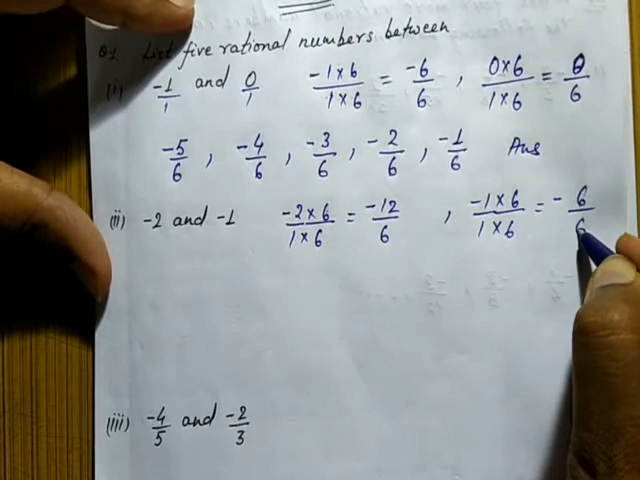 Q1. List five rational numbers between
(i) -1/1 and 0/1 -1×6/1×6 = -6/6 , 0×6/1×6 = 0/6
-5/6 , -4/6 , -3/6 , -2/6 , -1/6 Ans
(ii) -2 and -1 -2×6/1×6 = -12/6 , -1×6/1×6 = -6/6
(iii) -4/5 and -2/3